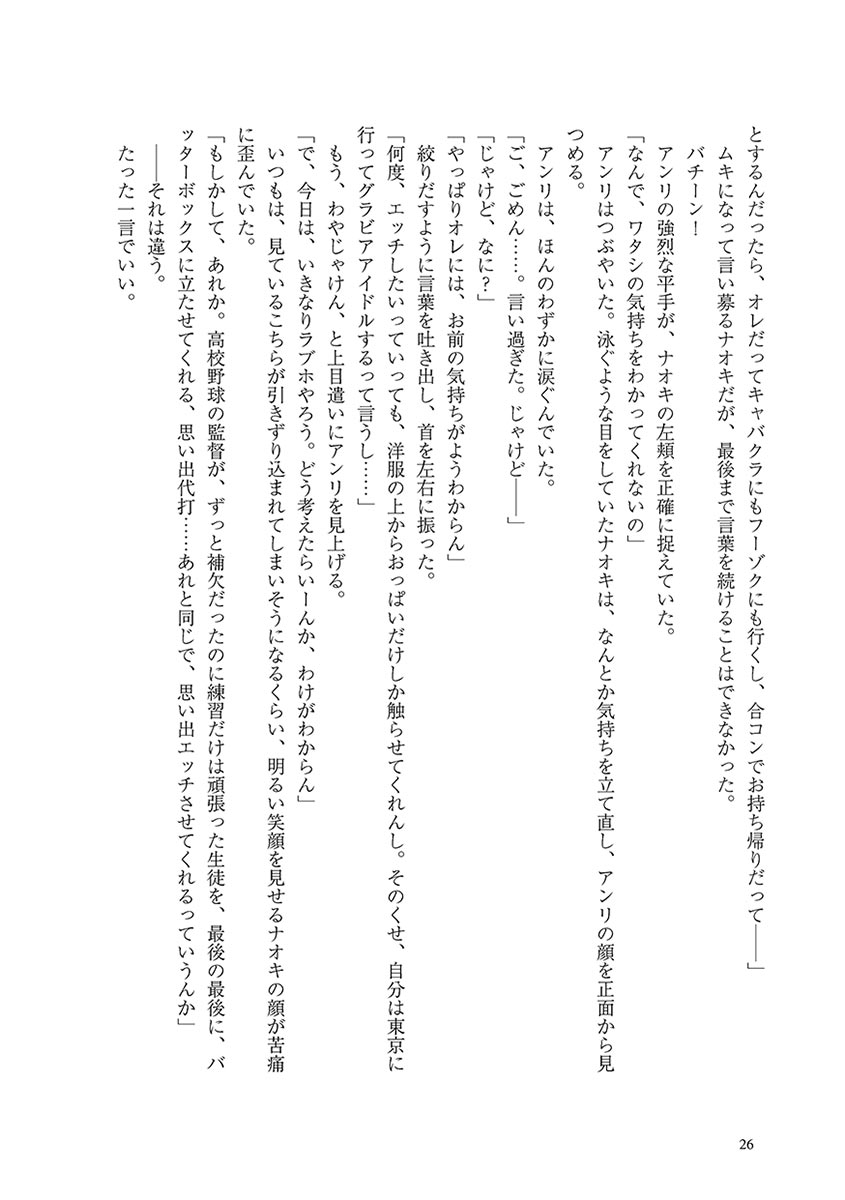 とするんだったら、オレだってキャバクラにもフーゾクにも行くし、合コンでお持ち帰りだって――」
ムキになって言い募るナオキだが、最後まで言葉を続けることはできなかった。
バチーン！
アンリの強烈な平手が、ナオキの左頬を正確に捉えていた。
「なんで、ワタシの気持ちをわかってくれないの」
アンリはつぶやいた。泳ぐような目をしていたナオキは、なんとか気持ちを立て直し、アンリの顔を正面から見
つめる。
アンリは、ほんのわずかに涙ぐんでいた。
「ご、ごめん……。言い過ぎた。じゃけど――」
「じゃけど、なに？」
「やっぱりオレには、お前の気持ちがようわからん」
絞りだすように言葉を吐き出し、首を左右に振った。
「何度、エッチしたいっていっても、洋服の上からおっぱいだけしか触らせてくれんし。そのくせ、自分は東京に
行ってグラビアアイドルするって言うし……」
もう、わやじゃけん、と上目遣いにアンリを見上げる。
「で、今日は、いきなりラブホやろう。どう考えたらいーんか、わけがわからん」
いつもは、見ているこちらが引きずり込まれてしまいそうになるくらい、明るい笑顔を見せるナオキの顔が苦痛
に歪んでいた。
「もしかして、あれか。高校野球の監督が、ずっと補欠だったのに練習だけは頑張った生徒を、最後の最後に、バ
ッターボックスに立たせてくれる、思い出代打……あれと同じで、思い出エッチさせてくれるっていうんか」
――それは違う。
たった一言でいい。
26